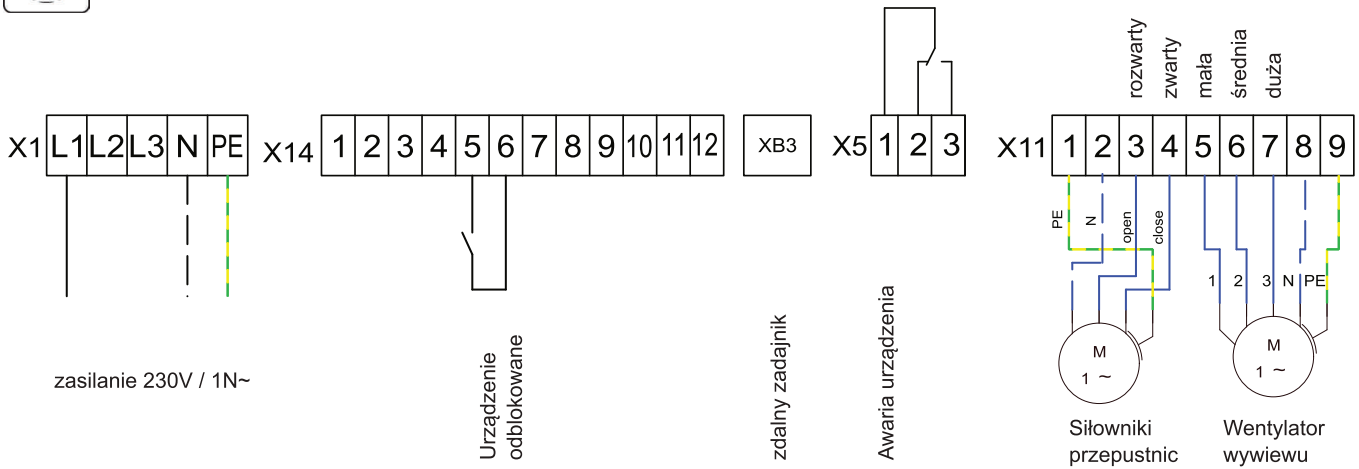 rozwarty
zwarty
mała
średnia
duża
X1 L1 L2 L3 N PE
X14 1 2 3 4 5 6 7 8 9 10 11 12
XB3
X5 1 2 3
X11 1 2 3 4 5 6 7 8 9
PE
N
open
close
1 2 3 N PE
M
1 ~
M
1 ~
zasilanie 230V / 1N~
Urządzenie
odblokowane
zdalny zadajnik
Awaria urządzenia
Siłowniki
przepustnic
Wentylator
wywiewu